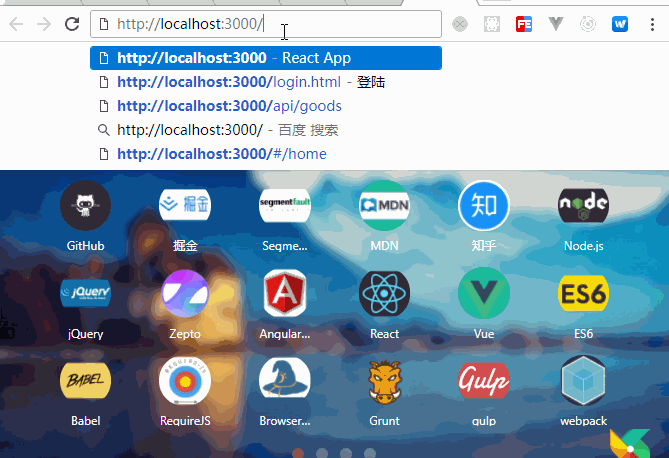 http://localhost:3000/
FE
W
http://localhost:3000 - React App
http://localhost:3000/login.html - 登陆
http://localhost:3000/api/goods
http://localhost:3000/ - 百度 搜索
http://localhost:3000/#/home
掘金 segmentfault MDN 知 node
GitHub 掘金 Segme... MDN 知乎 Node.js
jQuery ES6
jQuery Zepto Angular... React Vue ES6
BABEL REQUIRE-JS Gulp
Babel RequireJS Browser... Grunt gulp webpack